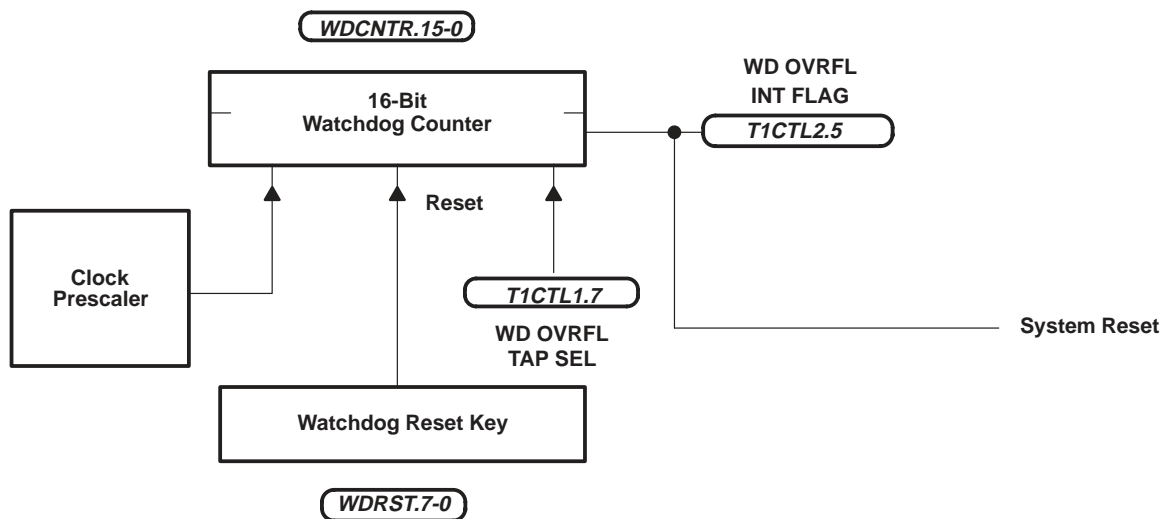 WDCNTR.15-0
16-Bit
Watchdog Counter
WD OVRFL
INT FLAG
T1CTL2.5
Reset
Clock
Prescaler
T1CTL1.7
WD OVRFL
TAP SEL
System Reset
Watchdog Reset Key
WDRST.7-0